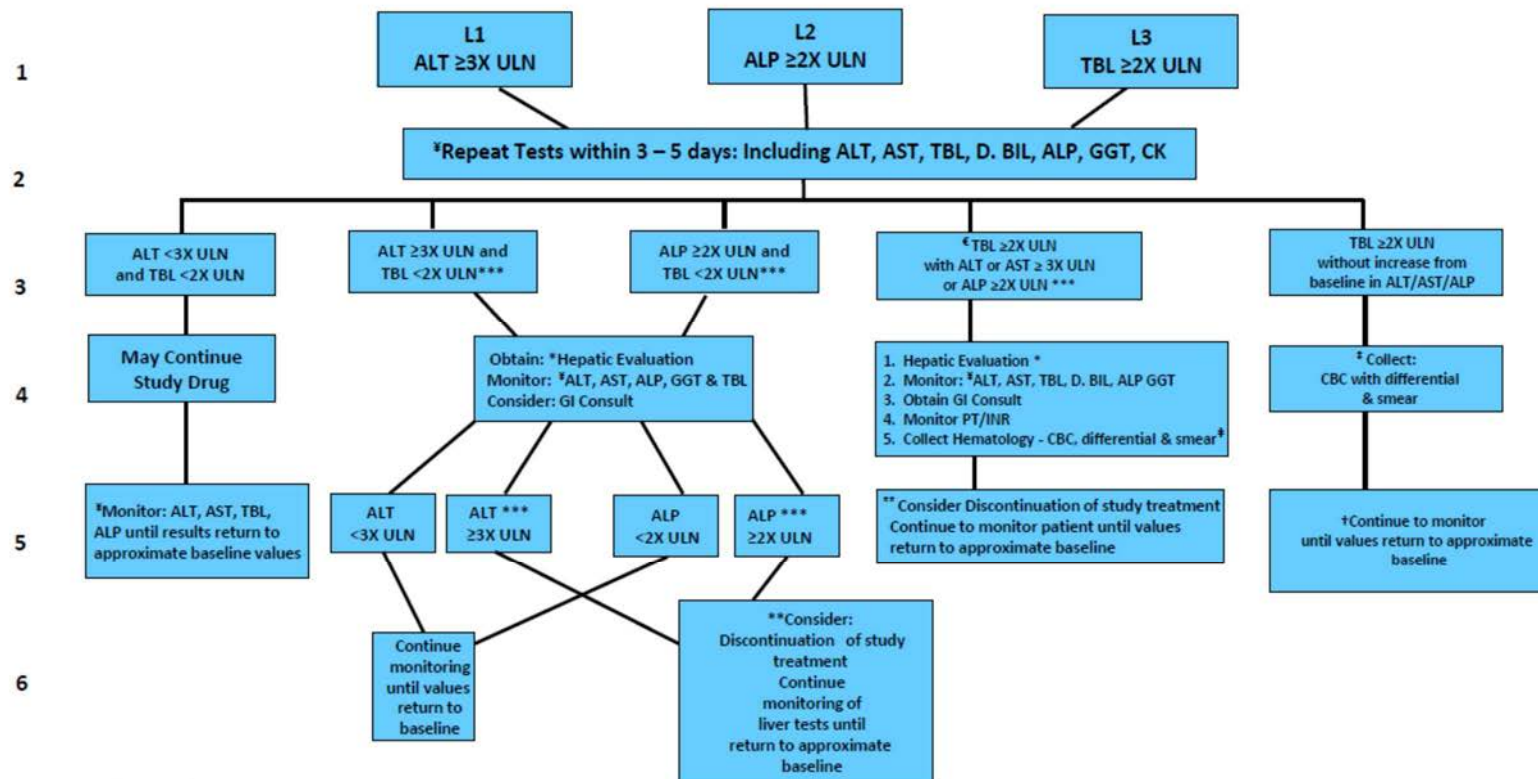 1
L1
ALT ≥3X ULN
L2
ALP ≥2X ULN
L3
TBL ≥2X ULN
2
¥Repeat Tests within 3 – 5 days: Including ALT, AST, TBL, D. BIL, ALP, GGT, CK
3
ALT <3X ULN
and TBL <2X ULN
ALT ≥3X ULN and
TBL <2X ULN***
ALP ≥2X ULN and
TBL <2X ULN***
€TBL ≥2X ULN
with ALT or AST ≥ 3X ULN
or ALP ≥2X ULN ***
TBL ≥2X ULN
without increase from
baseline in ALT/AST/ALP
4
May Continue
Study Drug
Obtain: *Hepatic Evaluation
Monitor: ¥ALT, AST, ALP, GGT & TBL
Consider: GI Consult
1. Hepatic Evaluation *
2. Monitor: ¥ALT, AST, TBL, D. BIL, ALP GGT
3. Obtain GI Consult
4. Monitor PT/INR
5. Collect Hematology - CBC, differential & smear‡
‡ Collect:
CBC with differential
& smear
5
¥Monitor: ALT, AST, TBL,
ALP until results return to
approximate baseline values
ALT
<3X ULN
ALT ***
≥3X ULN
ALP
<2X ULN
ALP ***
≥2X ULN
** Consider Discontinuation of study treatment
Continue to monitor patient until values
return to approximate baseline
†Continue to monitor
until values return to approximate
baseline
6
Continue
monitoring
until values
return to
baseline
**Consider:
Discontinuation of study
treatment
Continue
monitoring of
liver tests until
return to approximate
baseline